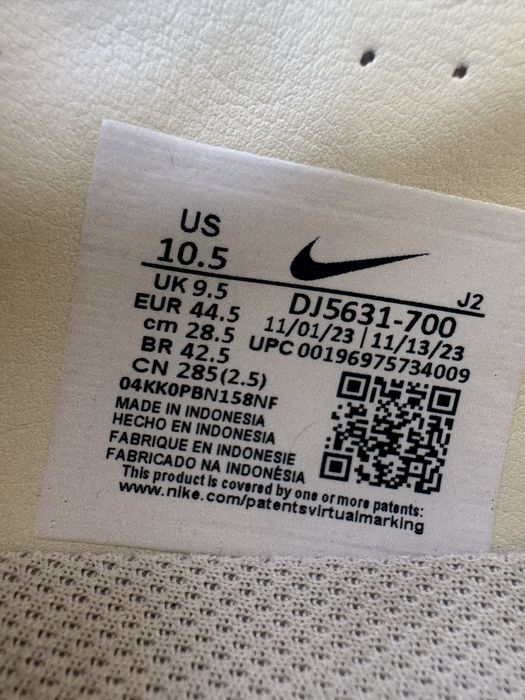 US
10.5
J2
UK 9.5
DJ5631-700
EUR 44.5
11/01/23 | 11/13/23
cm 28.5
UPC 00196975734009
BR 42.5
CN 285(2.5)
04KK0PBN158NF
MADE IN INDONESIA
HECHO EN INDONESIA
FABRIQUE EN INDONESIE
FABRICADO NA INDONÉSIA
This product is covered by one or more patents:
www.nike.com/patentsvirtualmarking